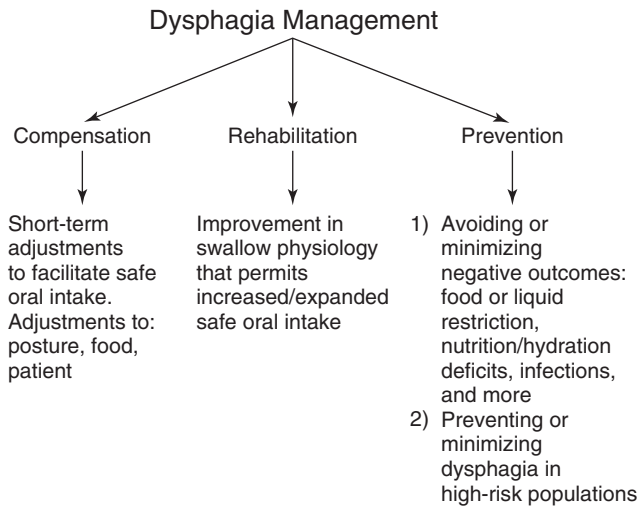 Dysphagia Management
Compensation
Rehabilitation
Prevention
Short-term
adjustments
to facilitate safe
oral intake.
Adjustments to:
posture, food,
patient
Improvement in
swallow physiology
that permits
increased/expanded
safe oral intake
1) Avoiding or
minimizing
negative outcomes:
food or liquid
restriction,
nutrition/hydration
deficits, infections,
and more
2) Preventing or
minimizing
dysphagia in
high-risk populations